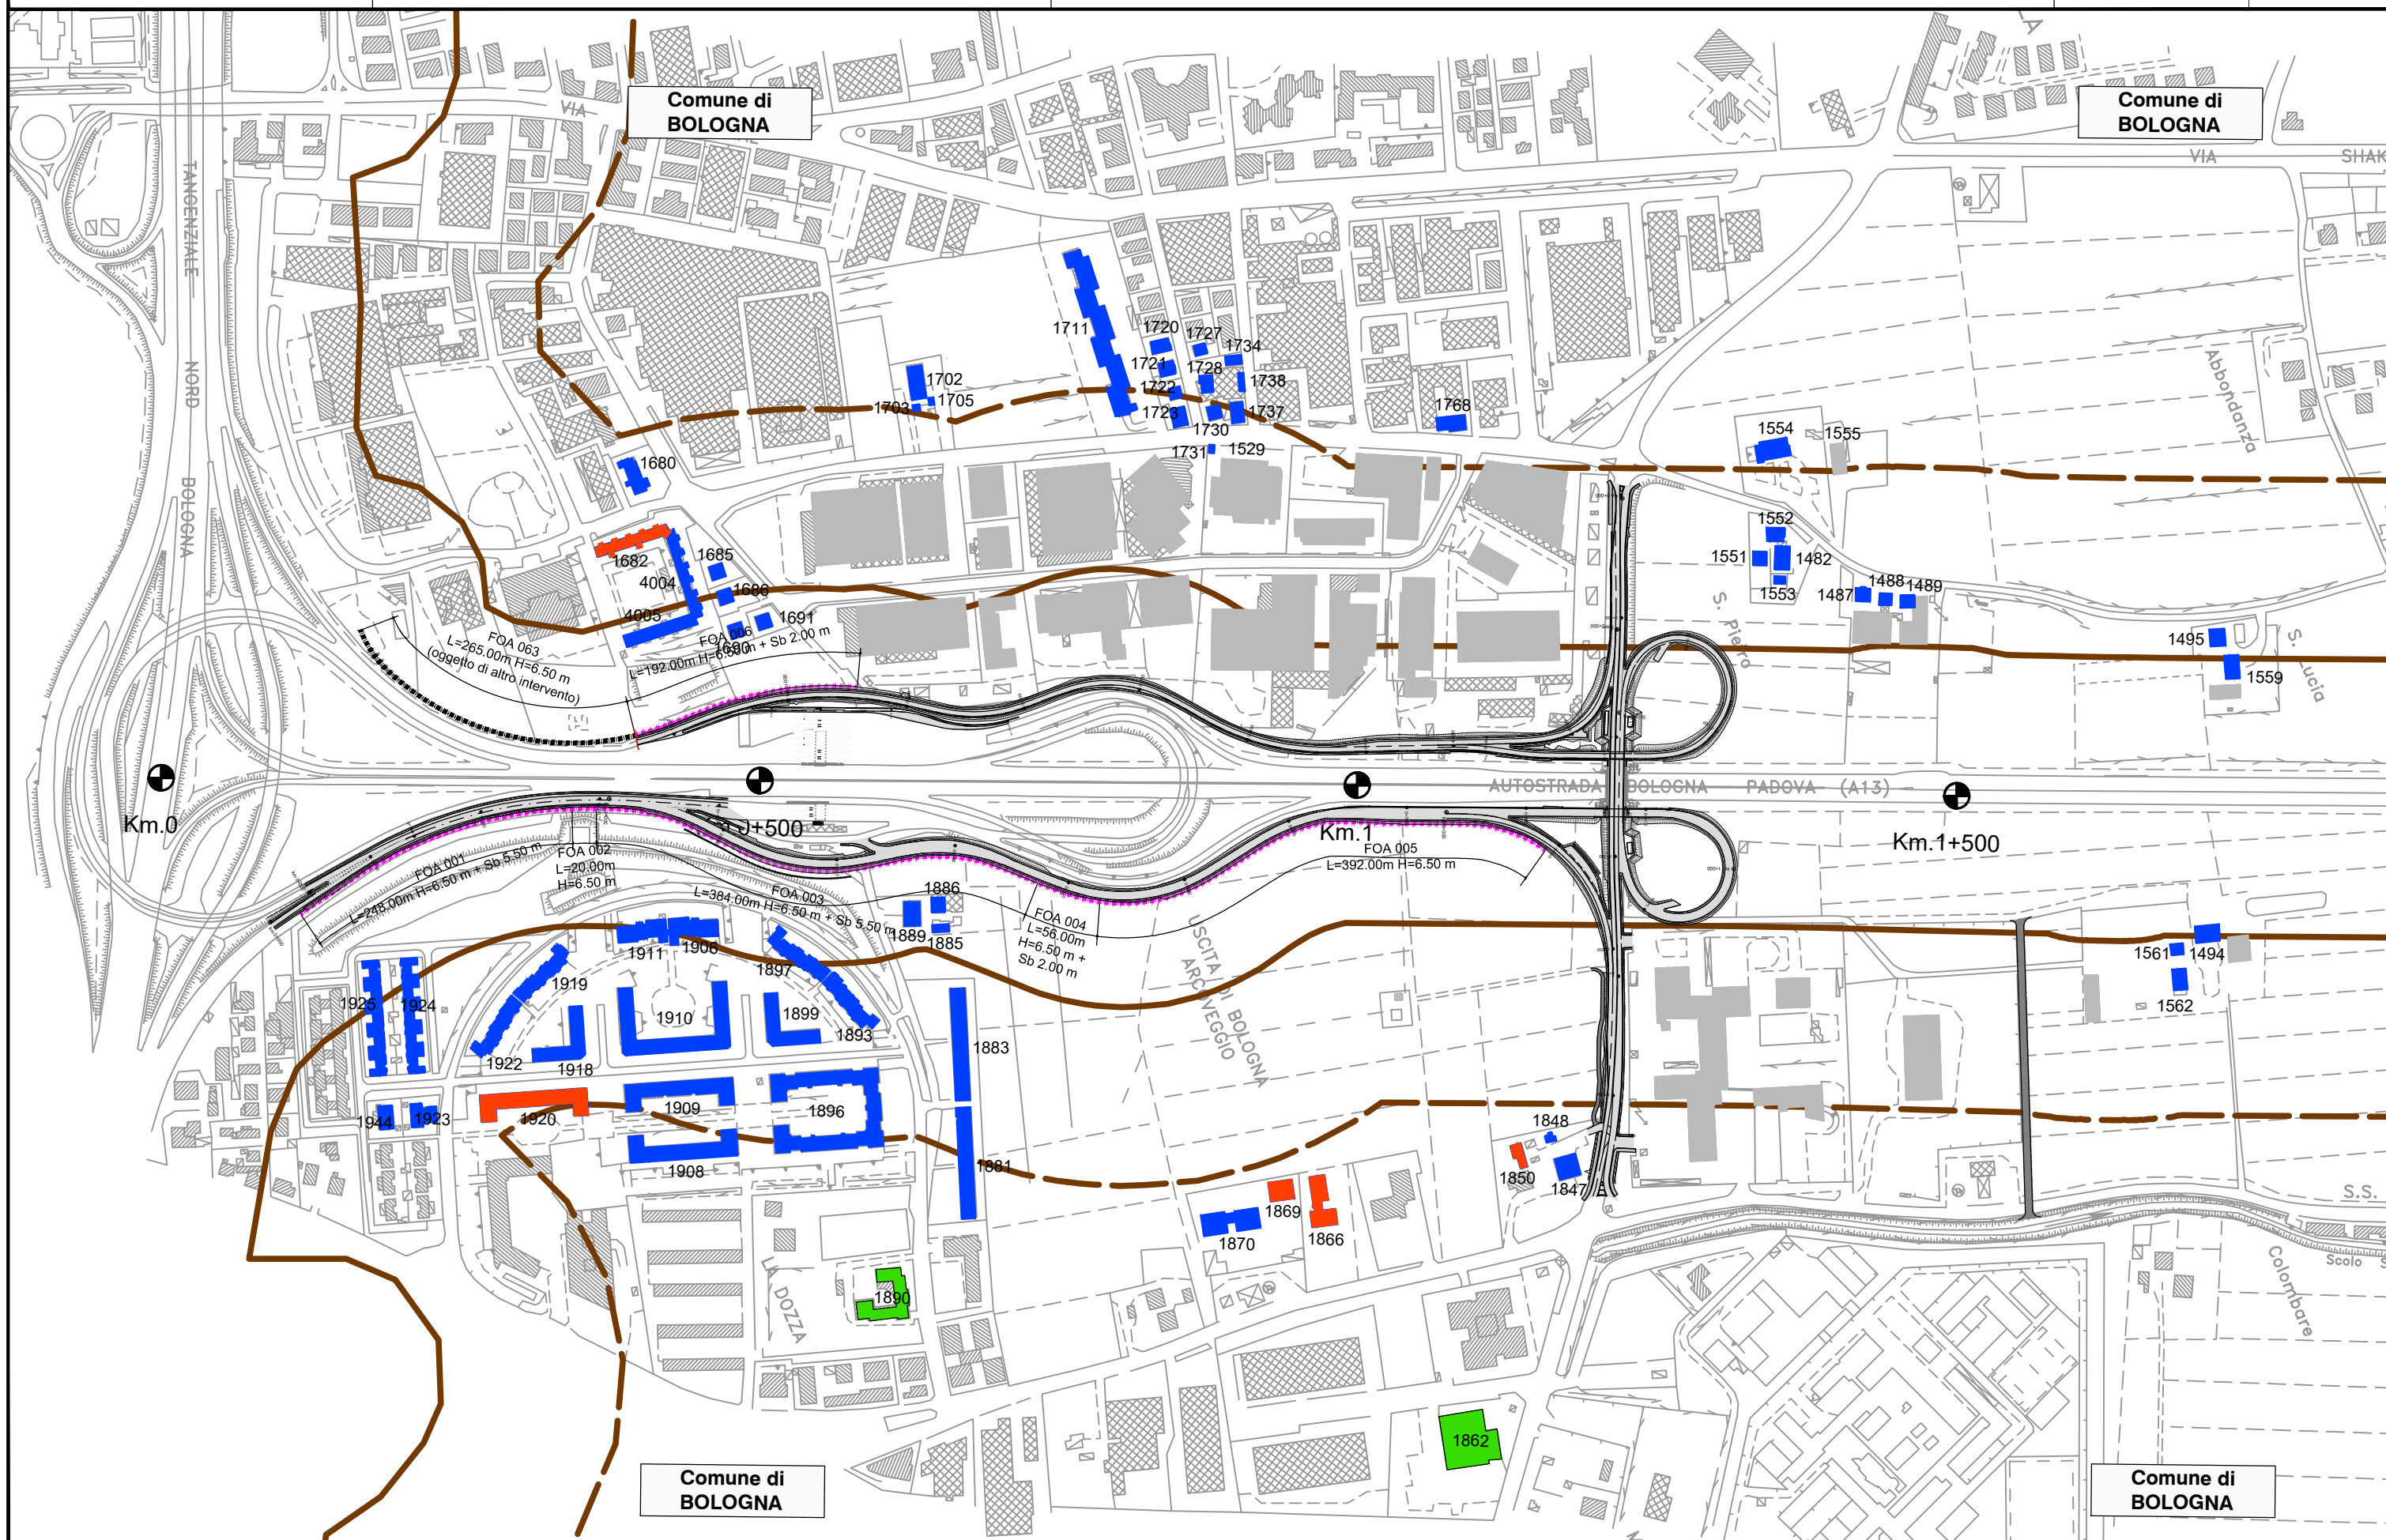 Comune di
BOLOGNA
Comune di
BOLOGNA
VIA
VIA
TANGENZIALE
NORD
BOLOGNA
Abbondanza
1711
1720
1727
1734
1721
1728
1738
1722
1723
1737
1730
1731
1529
1702
1703
1705
1768
1554
1555
1680
1682
4004
4005
1685
1686
1691
1690
1552
1551
1482
1553
1487
1488
1489
1495
1559
S. Piero
S. Lucia
FOA 063
L=265.00m H=6.50 m
(oggetto di altro intervento)
FOA 006
L=192.00m H=6.50 m + Sb 2.00 m
AUTOSTRADA BOLOGNA PADOVA (A13)
Km.0
0+500
Km.1
Km.1+500
FOA 001
L=248.00m H=6.50 m + Sb 5.50 m
FOA 002
L=20.00m
H=6.50 m
FOA 003
L=384.00m H=6.50 m + Sb 5.50 m
FOA 004
L=56.00m
H=6.50 m +
Sb 2.00 m
FOA 005
L=392.00m H=6.50 m
1886
1889
1885
1911
1906
1897
1919
1925
1924
1910
1899
1893
1922
1918
1883
1561
1494
1562
USCITA DI BOLOGNA
ARCOVEGGIO
1944
1923
1920
1909
1896
1908
1881
1848
1850
1847
1869
1870
1866
S.S.
Scolo
Colombare
DOZZA
1890
1862
Comune di
BOLOGNA
Comune di
BOLOGNA